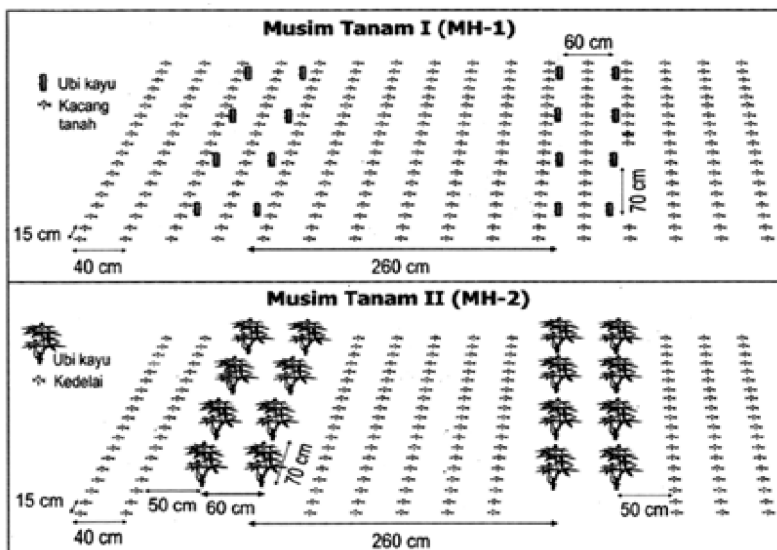 Musim Tanam I (MH-1)
60 cm
Ubi kayu
Kacang
tanah
70 cm
15 cm
40 cm
260 cm
Musim Tanam II (MH-2)
Ubi kayu
Kedelai
70 cm
15 cm
50 cm
60 cm
50 cm
40 cm
260 cm